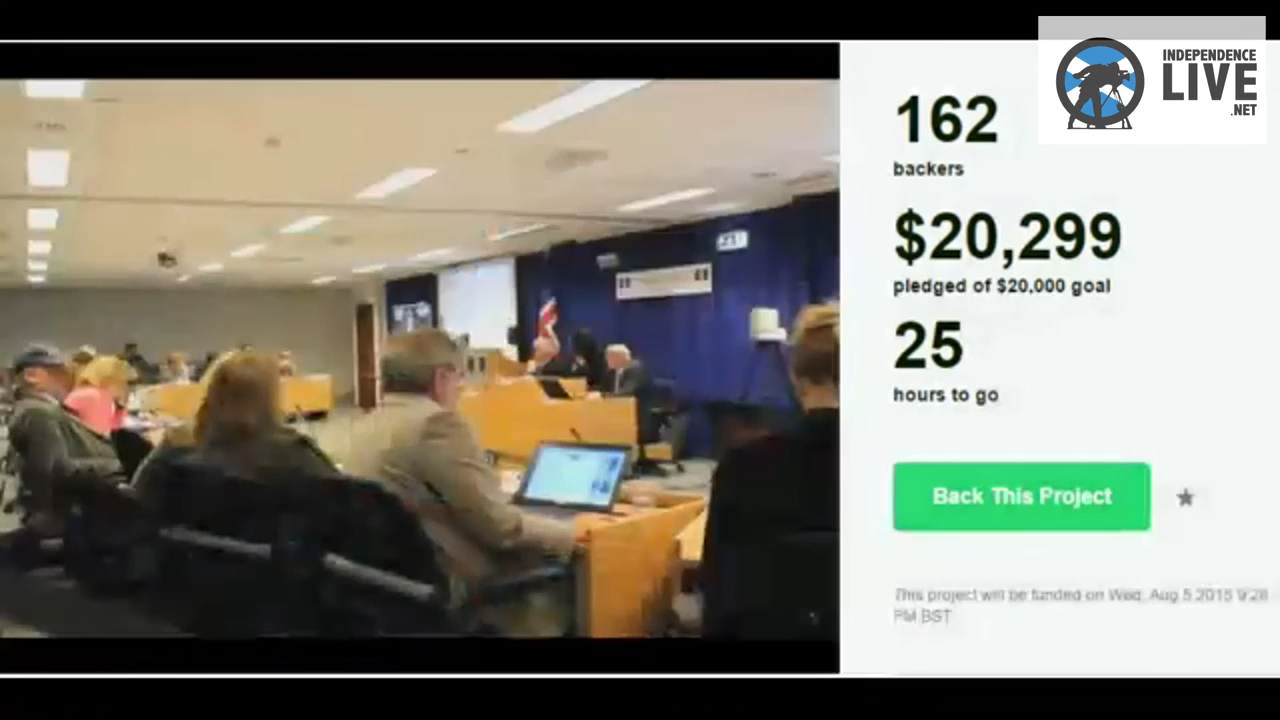 INDEPENDENCE
LIVE
.NET
162
backers
$20,299
pledged of $20,000 goal
25
hours to go
Back This Project
This project will be funded on Wed, Aug 5 2015 9:28
PM BST